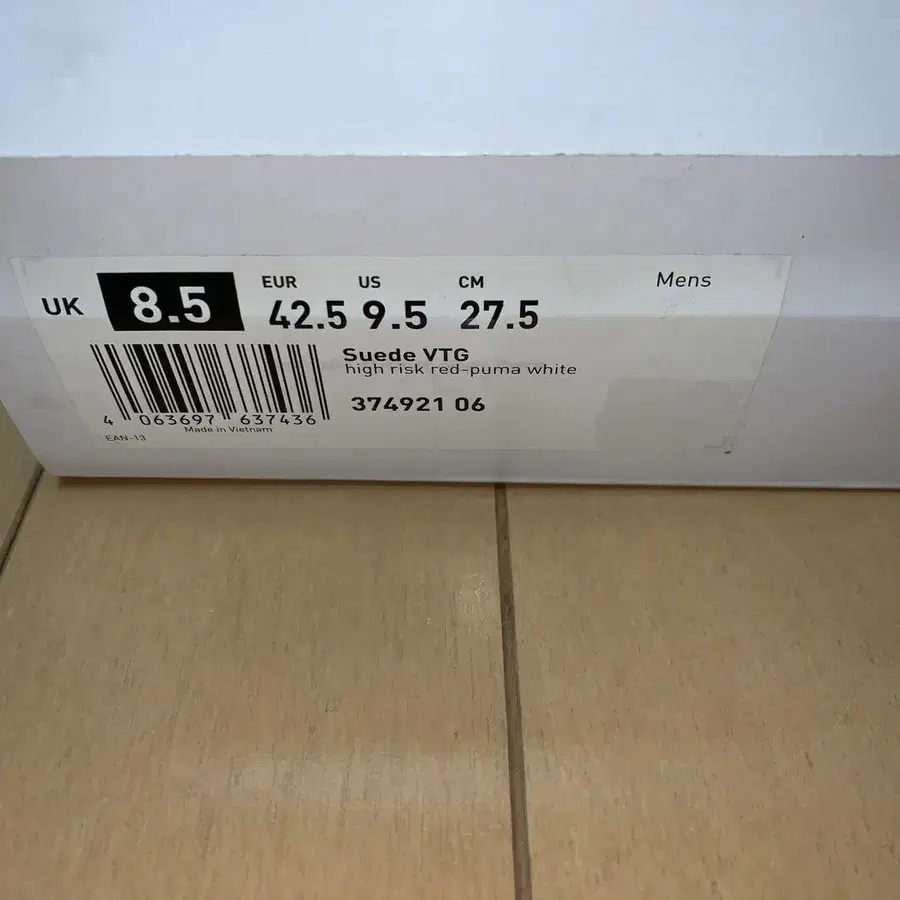 UK 8.5 EUR 42.5 US 9.5 CM 27.5 Mens
Suede VTG
high risk red-puma white
374921 06
4 063697 637436
Made in Vietnam
EAN-13